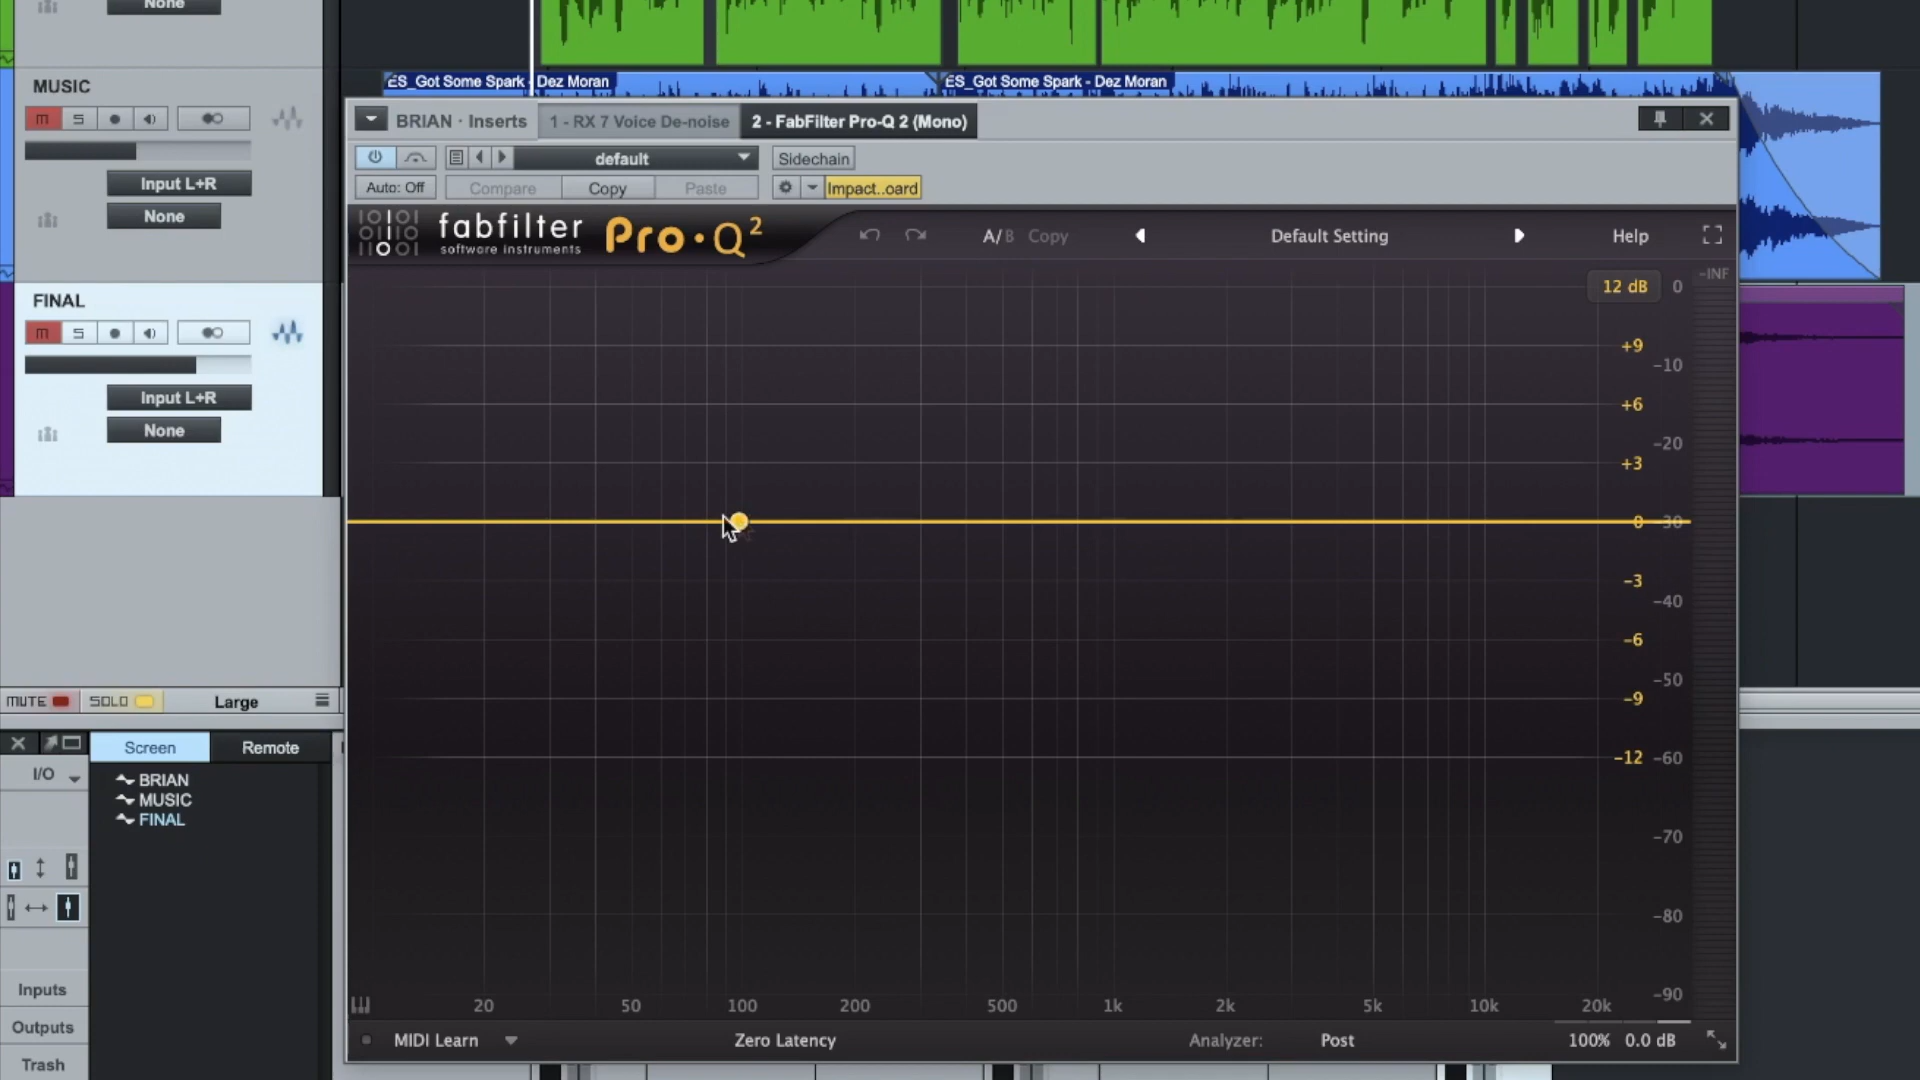 None
MUSIC
ES_Got Some Spark - Dez Moran
ES_Got Some Spark - Dez Moran
M S
Input L+R
None
BRIAN · Inserts
1 - RX 7 Voice De-noise
2 - FabFilter Pro-Q 2 (Mono)
default
Sidechain
Auto: Off
Compare
Copy
Paste
Impact..oard
fabfilter
software instruments
Pro·Q2
A/B
Copy
Default Setting
Help
FINAL
M S
Input L+R
None
12 dB
0
-INF
+9
-10
+6
-20
+3
0
-30
-3
-40
-6
-50
-9
-12
-60
-70
-80
-90
20
50
100
200
500
1k
2k
5k
10k
20k
MIDI Learn
Zero Latency
Analyzer:
Post
100%
0.0 dB
MUTE
SOLO
Large
Screen
Remote
I/O
BRIAN
MUSIC
FINAL
Inputs
Outputs
Trash